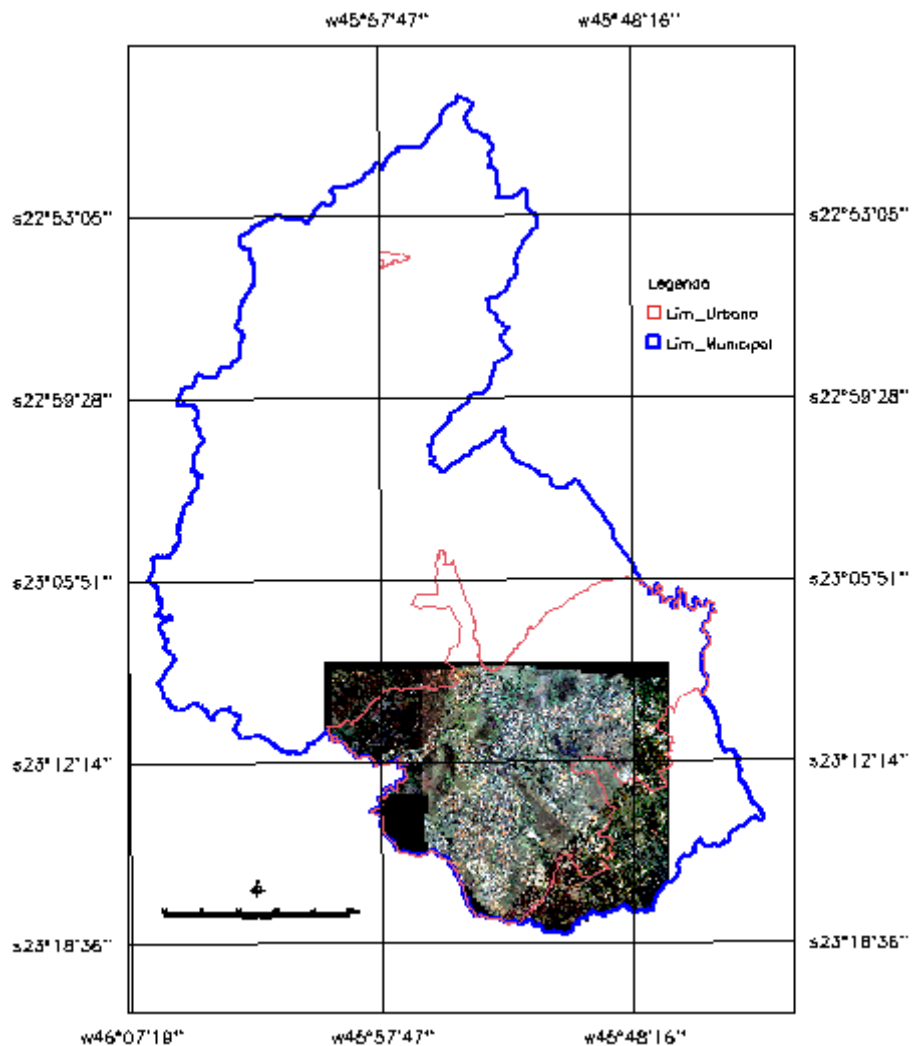 w45°57'47" w45°48'16"
s22°53'05" s22°53'05"
Legenda
Lim_Urbano
Lim_Municipal
s22°59'28" s22°59'28"
s23°05'51" s23°05'51"
s23°12'14" s23°12'14"
s23°18'36" s23°18'36"
w46°07'19" w45°57'47" w45°48'16"